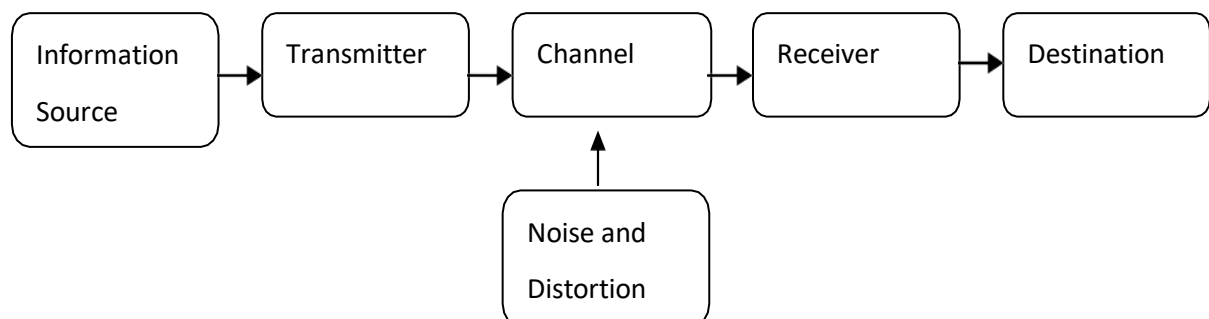 Information
Source
Transmitter
Channel
Receiver
Destination
Noise and
Distortion